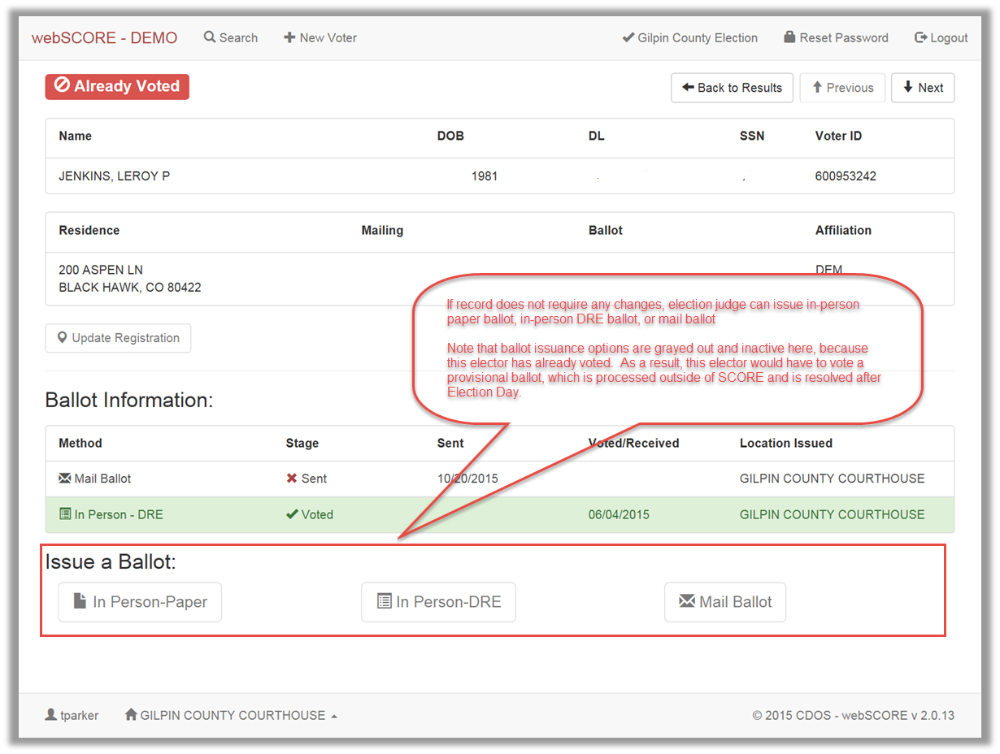 webSCORE - DEMO Search New Voter Gilpin County Election Reset Password Logout
Already Voted Back to Results Previous Next
Name DOB DL SSN Voter ID
JENKINS, LEROY P 1981 600953242
Residence Mailing Ballot Affiliation
200 ASPEN LN DEM
BLACK HAWK, CO 80422
If record does not require any changes, election judge can issue in-person
paper ballot, in-person DRE ballot, or mail ballot
Update Registration
Note that ballot issuance options are grayed out and inactive here, because
this elector has already voted.  As a result, this elector would have to vote a
provisional ballot, which is processed outside of SCORE and is resolved after
Election Day.
Ballot Information:
Method Stage Sent Voted/Received Location Issued
Mail Ballot Sent 10/20/2015 GILPIN COUNTY COURTHOUSE
In Person - DRE Voted 06/04/2015 GILPIN COUNTY COURTHOUSE
Issue a Ballot:
In Person-Paper In Person-DRE Mail Ballot
tparker GILPIN COUNTY COURTHOUSE © 2015 CDOS - webSCORE v 2.0.13